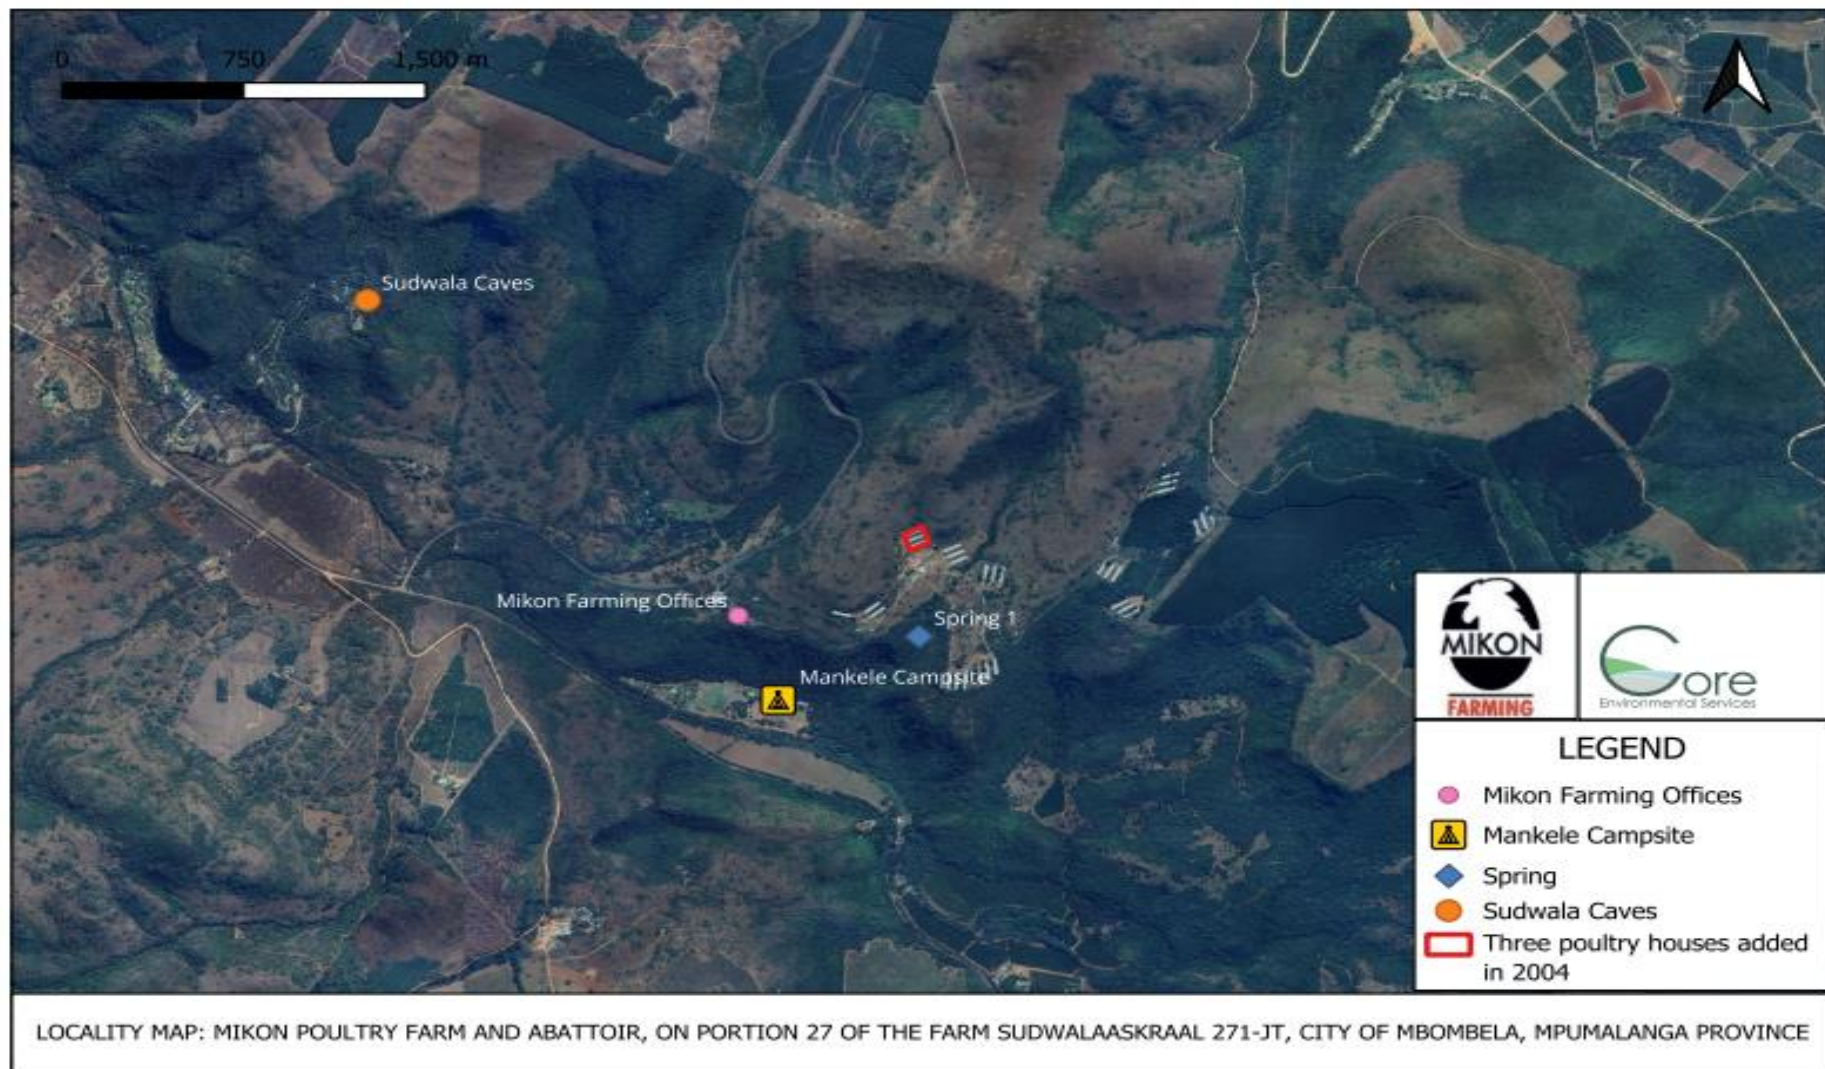 0 750 1,500 m
Sudwala Caves
Mikon Farming Offices
Spring 1
Mankele Campsite
MIKON
FARMING
Core
Environmental Services
LEGEND
Mikon Farming Offices
Mankele Campsite
Spring
Sudwala Caves
Three poultry houses added
in 2004
LOCALITY MAP: MIKON POULTRY FARM AND ABATTOIR, ON PORTION 27 OF THE FARM SUDWALAASKRAAL 271-JT, CITY OF MBOMBELA, MPUMALANGA PROVINCE